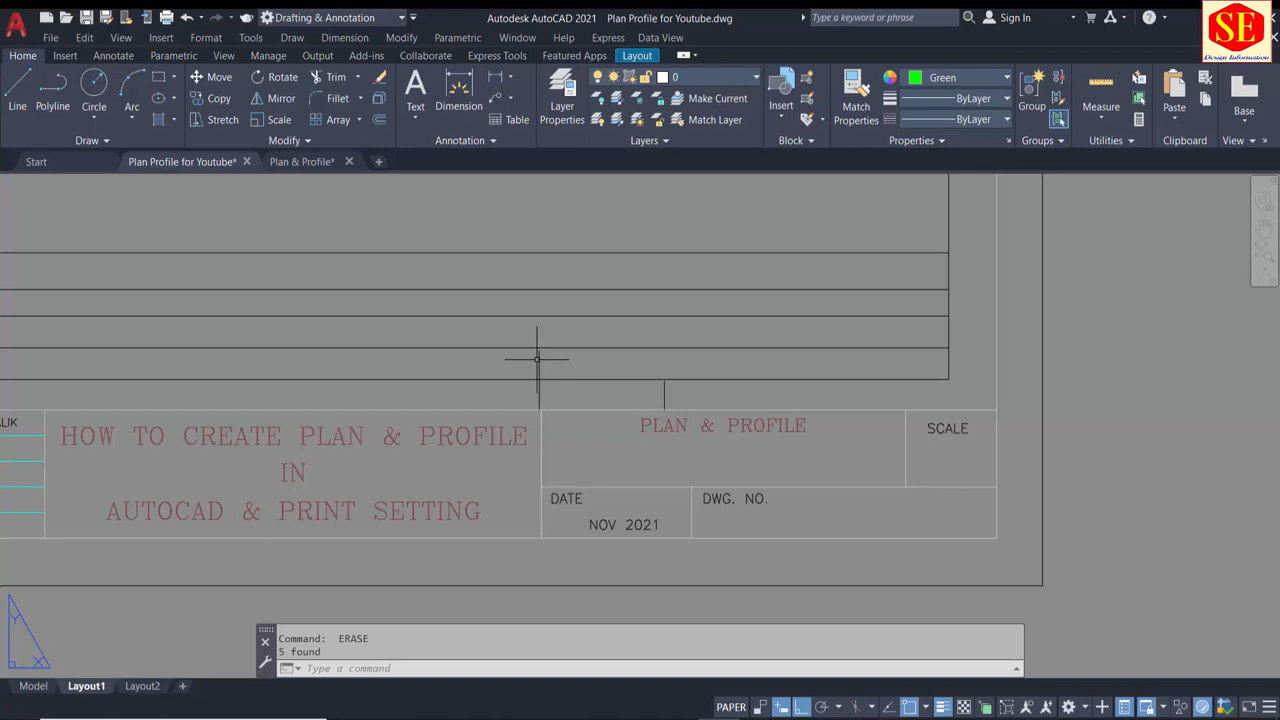 Drafting & Annotation
Autodesk AutoCAD 2021 Plan Profile for Youtube.dwg
Type a keyword or phrase
Sign In
SE
Design Information
File Edit View Insert Format Tools Draw Dimension Modify Parametric Window Help Express Data View
Home Insert Annotate Parametric View Manage Output Add-ins Collaborate Express Tools Featured Apps Layout
Line Polyline Circle Arc
Move Rotate Trim
Copy Mirror Fillet
Stretch Scale Array
Text Dimension Table
Layer Properties
0
Make Current
Match Layer
Insert
Match Properties
Green
ByLayer
ByLayer
Group
Measure
Paste
Base
Draw Modify Annotation Layers Block Properties Groups Utilities Clipboard View
Start Plan Profile for Youtube* Plan & Profile*
ALIK
HOW TO CREATE PLAN & PROFILE
IN
AUTOCAD & PRINT SETTING
PLAN & PROFILE
SCALE
DATE
NOV 2021
DWG. NO.
Y
X
Command: ERASE
5 found
Type a command
Model Layout1 Layout2
PAPER